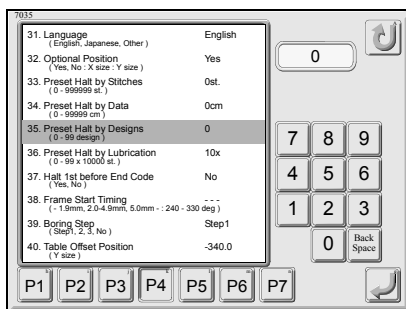 7035
31. Language English
( English, Japanese, Other )
32. Optional Position Yes
( Yes, No : X size : Y size )
33. Preset Halt by Stitches 0st.
( 0 - 999999 st. )
34. Preset Halt by Data 0cm
( 0 - 99999 cm )
35. Preset Halt by Designs 0
( 0 - 99 design )
36. Preset Halt by Lubrication 10x
( 0 - 99 x 10000 st. )
37. Halt 1st before End Code No
( Yes, No )
38. Frame Start Timing - - -
( - 1.9mm, 2.0-4.9mm, 5.0mm - : 240 - 330 deg )
39. Boring Step Step1
( Step1, 2, 3, No )
40. Table Offset Position -340.0
( Y size )
0
7 8 9
4 5 6
1 2 3
0 Back Space
P1 P2 P3 P4 P5 P6 P7